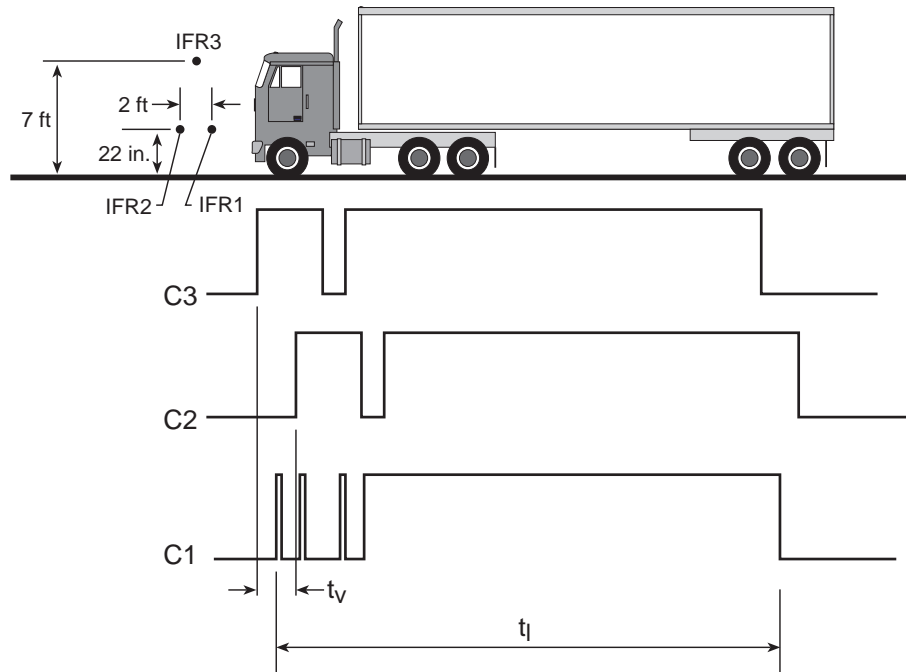 IFR3
2 ft
7 ft
22 in.
IFR2
IFR1
C3
C2
C1
tv
tl